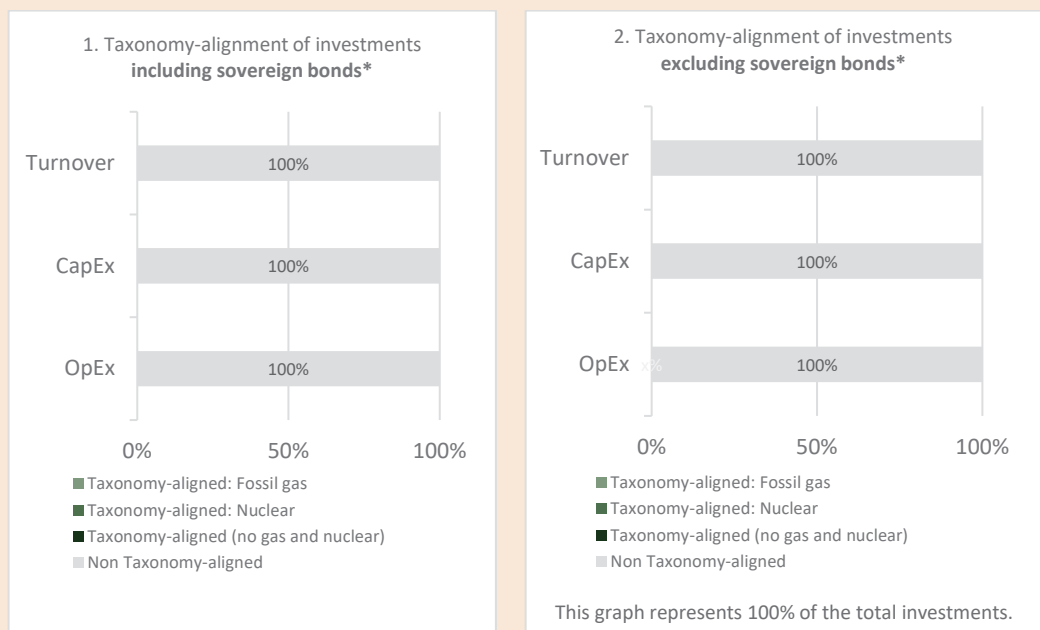 1. Taxonomy-alignment of investments
including sovereign bonds*
Turnover
100%
CapEx
100%
OpEx
100%
0%
50%
100%
Taxonomy-aligned: Fossil gas
Taxonomy-aligned: Nuclear
Taxonomy-aligned (no gas and nuclear)
Non Taxonomy-aligned
2. Taxonomy-alignment of investments
excluding sovereign bonds*
Turnover
100%
CapEx
100%
OpEx
x%
100%
0%
50%
100%
Taxonomy-aligned: Fossil gas
Taxonomy-aligned: Nuclear
Taxonomy-aligned (no gas and nuclear)
Non Taxonomy-aligned
This graph represents 100% of the total investments.